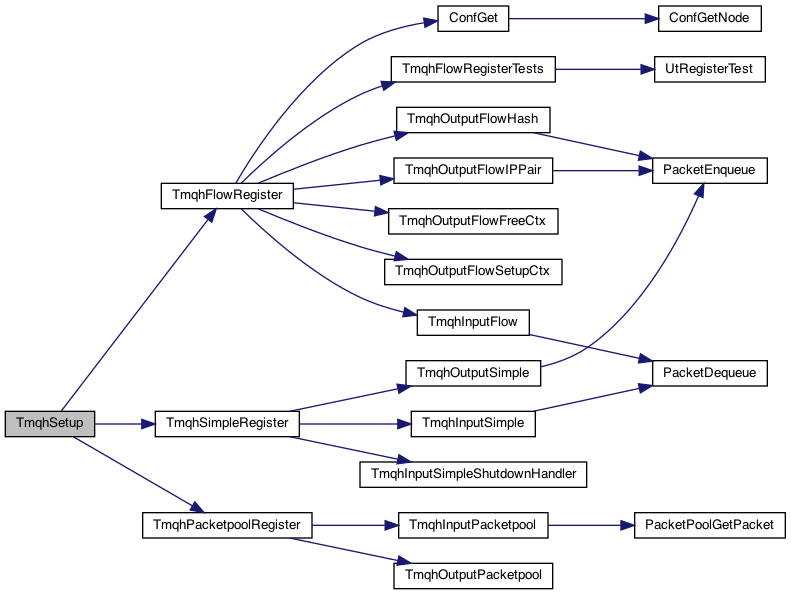 ConfGet
ConfGetNode
TmqhFlowRegisterTests
UtRegisterTest
TmqhOutputFlowHash
TmqhOutputFlowIPPair
PacketEnqueue
TmqhFlowRegister
TmqhOutputFlowFreeCtx
TmqhOutputFlowSetupCtx
TmqhInputFlow
TmqhOutputSimple
PacketDequeue
TmqhSetup
TmqhSimpleRegister
TmqhInputSimple
TmqhInputSimpleShutdownHandler
TmqhPacketpoolRegister
TmqhInputPacketpool
PacketPoolGetPacket
TmqhOutputPacketpool